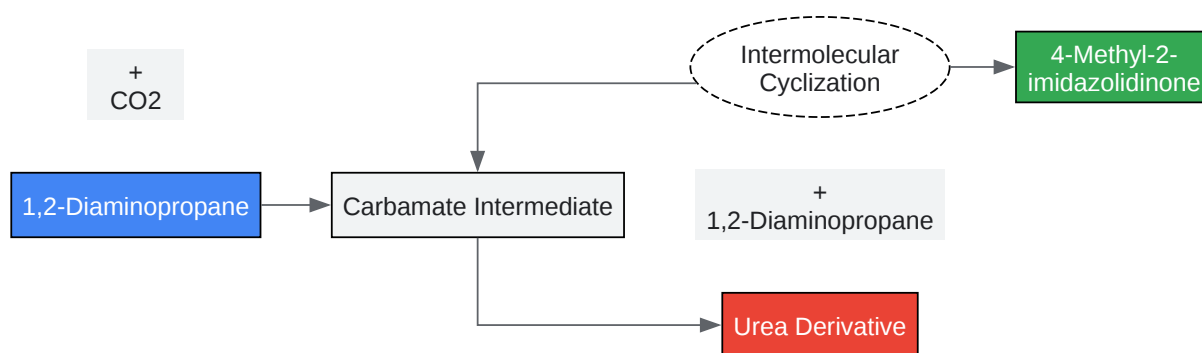 +
CO2
Intermolecular
Cyclization
4-Methyl-2-
imidazolidinone
1,2-Diaminopropane
Carbamate Intermediate
+
1,2-Diaminopropane
Urea Derivative